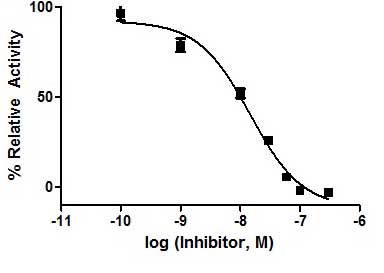 100
50
0
% Relative Activity
-11 -10 -9 -8 -7 -6
log (Inhibitor, M)